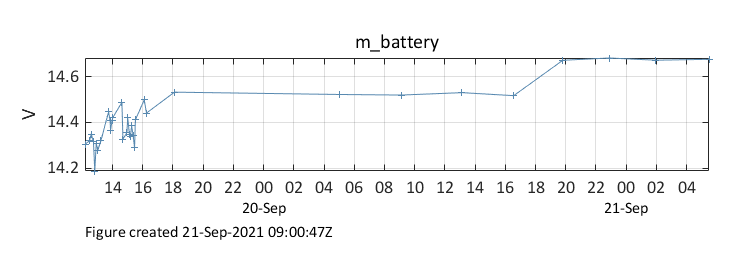 m_battery
14.6
14.4
14.2
V
14 16 18 20 22 00 02 04 06 08 10 12 14 16 18 20 22 00 02 04
20-Sep 21-Sep
Figure created 21-Sep-2021 09:00:47Z